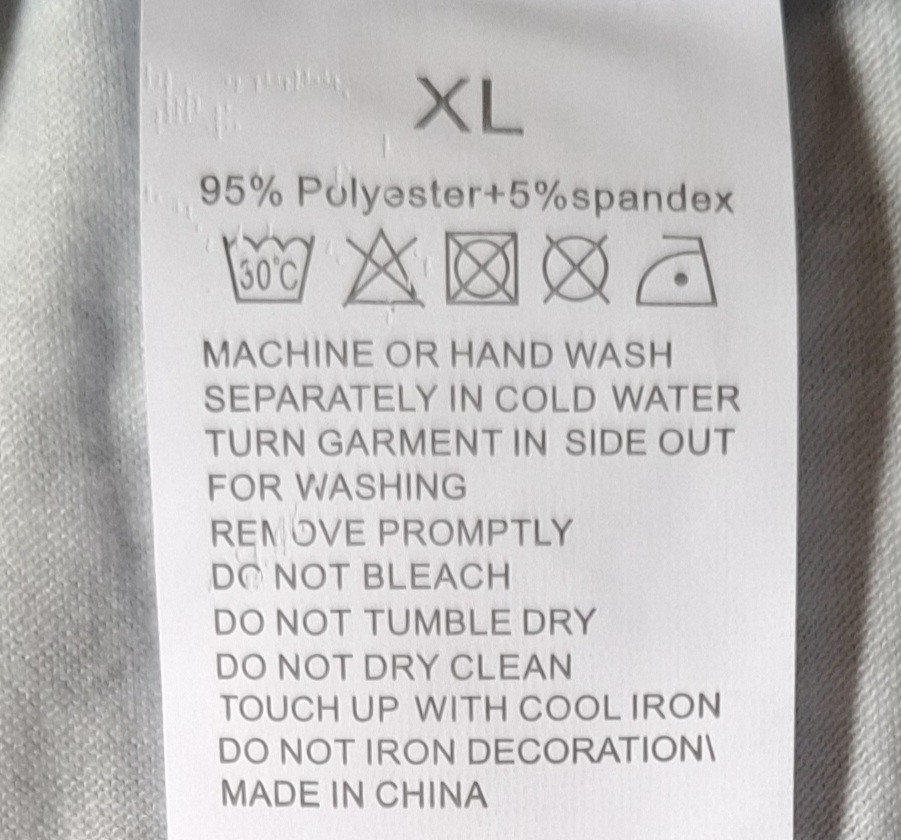 XL
95% Polyester+5%spandex
30°C
MACHINE OR HAND WASH
SEPARATELY IN COLD WATER
TURN GARMENT IN SIDE OUT
FOR WASHING
REMOVE PROMPTLY
DO NOT BLEACH
DO NOT TUMBLE DRY
DO NOT DRY CLEAN
TOUCH UP WITH COOL IRON
DO NOT IRON DECORATION\
MADE IN CHINA